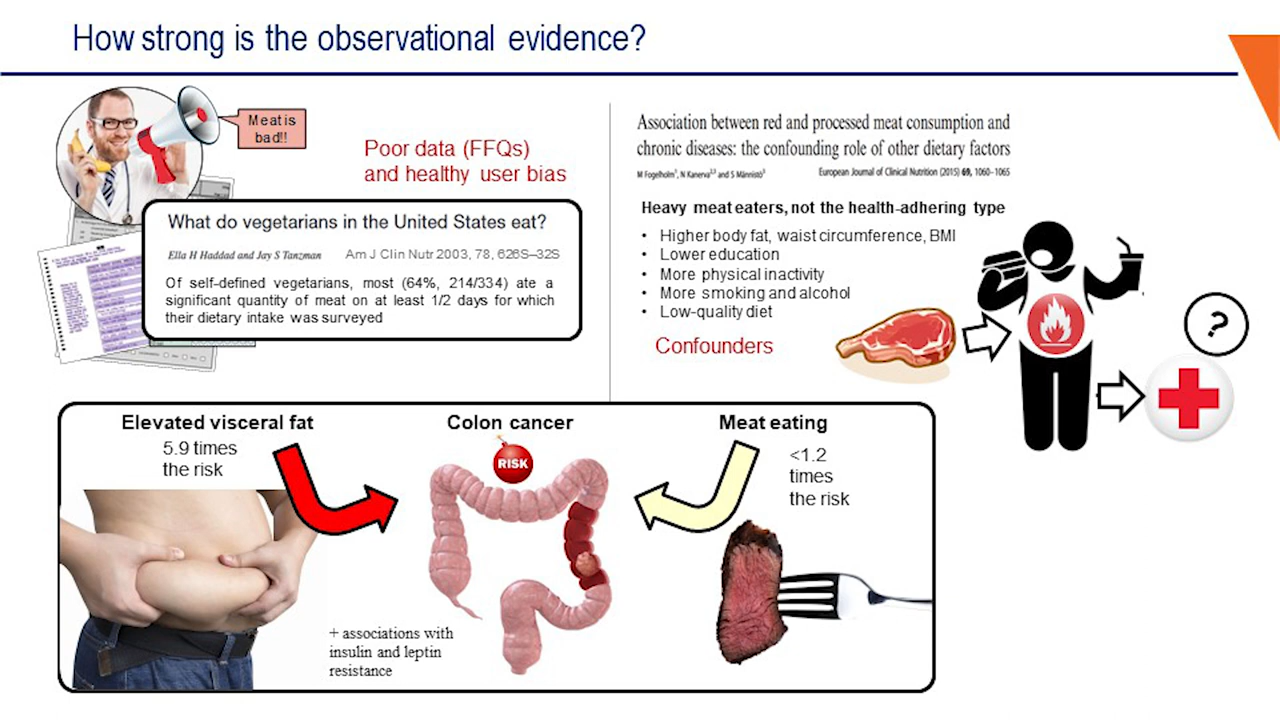 How strong is the observational evidence?
Meat is
bad!!
Poor data (FFQs)
and healthy user bias
What do vegetarians in the United States eat?
Ella H Haddad and Jay S Tanzman Am J Clin Nutr 2003, 78, 626S–32S
Of self-defined vegetarians, most (64%, 214/334) ate a
significant quantity of meat on at least 1/2 days for which
their dietary intake was surveyed
Association between red and processed meat consumption and
chronic diseases: the confounding role of other dietary factors
M Fogelholm¹, N Kanerva²,³ and S Männistö³ European Journal of Clinical Nutrition (2015) 69, 1060–1065
Heavy meat eaters, not the health-adhering type
• Higher body fat, waist circumference, BMI
• Lower education
• More physical inactivity
• More smoking and alcohol
• Low-quality diet
Confounders
?
Elevated visceral fat
5.9 times
the risk
Colon cancer
RISK
Meat eating
<1.2
times
the risk
+ associations with
insulin and leptin
resistance